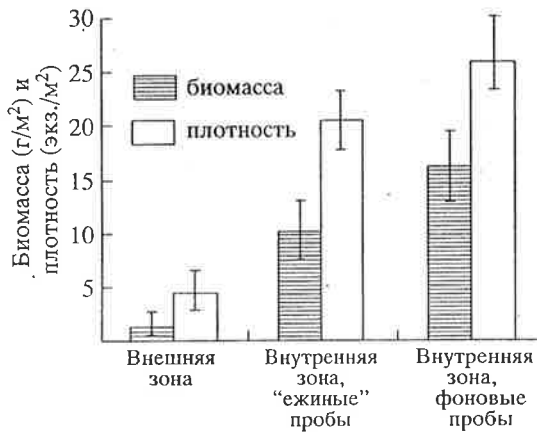 Биомасса (г/м²) и
плотность (экз./м²)
30
25
20
15
10
5
биомасса
плотность
Внешняя
зона
Внутренняя
зона,
“ежиные”
пробы
Внутренняя
зона,
фоновые
пробы